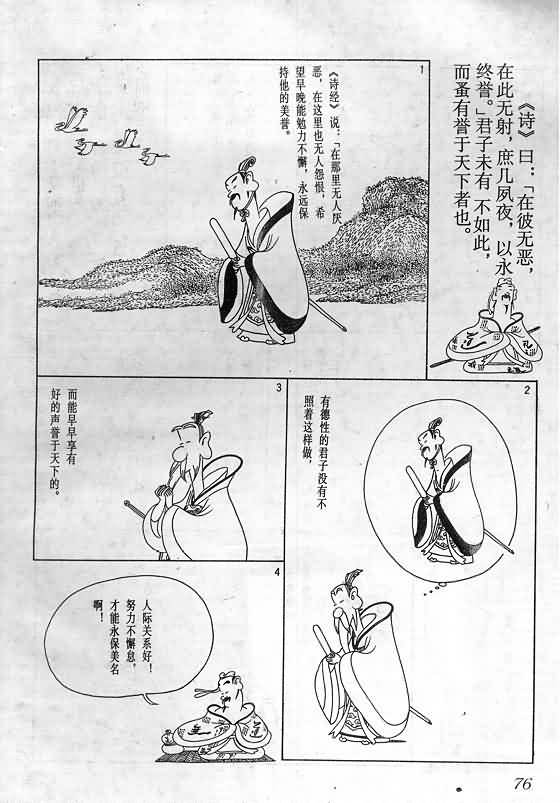 《诗》曰:「在彼无恶,
在此无射,庶几夙夜,以永
终誉。」君子未有 不如此,
而蚤有誉于天下者也。
1
《诗经》说:「在那里无人厌
恶,在这里也无人怨恨,希
望早晚能勉力不懈,永远保
持他的美誉。
2
有德性的君子没有不
照着这样做,
3
而能早早享有
好的声誉于天下的。
4
人际关系好!
努力不懈怠,
才能永保美名
啊!
76